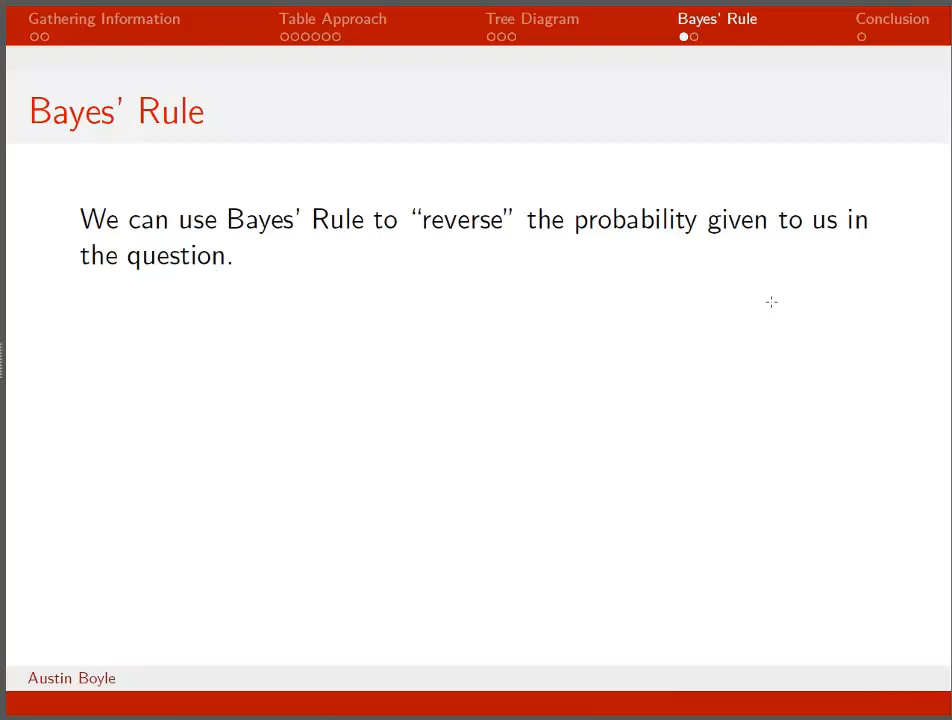 Gathering Information Table Approach Tree Diagram Bayes' Rule Conclusion
Bayes' Rule
We can use Bayes' Rule to “reverse” the probability given to us in
the question.
Austin Boyle